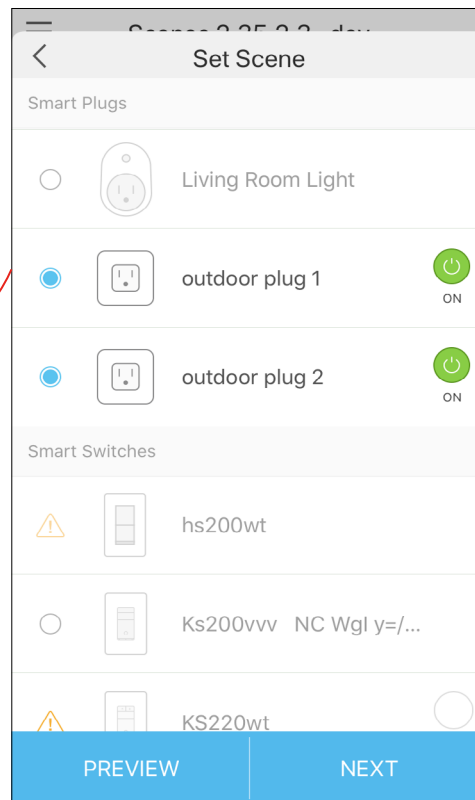 Set Scene
Smart Plugs
Living Room Light
outdoor plug 1
ON
outdoor plug 2
ON
Smart Switches
hs200wt
Ks200vvv NC Wgl y=/...
KS220wt
PREVIEW
NEXT